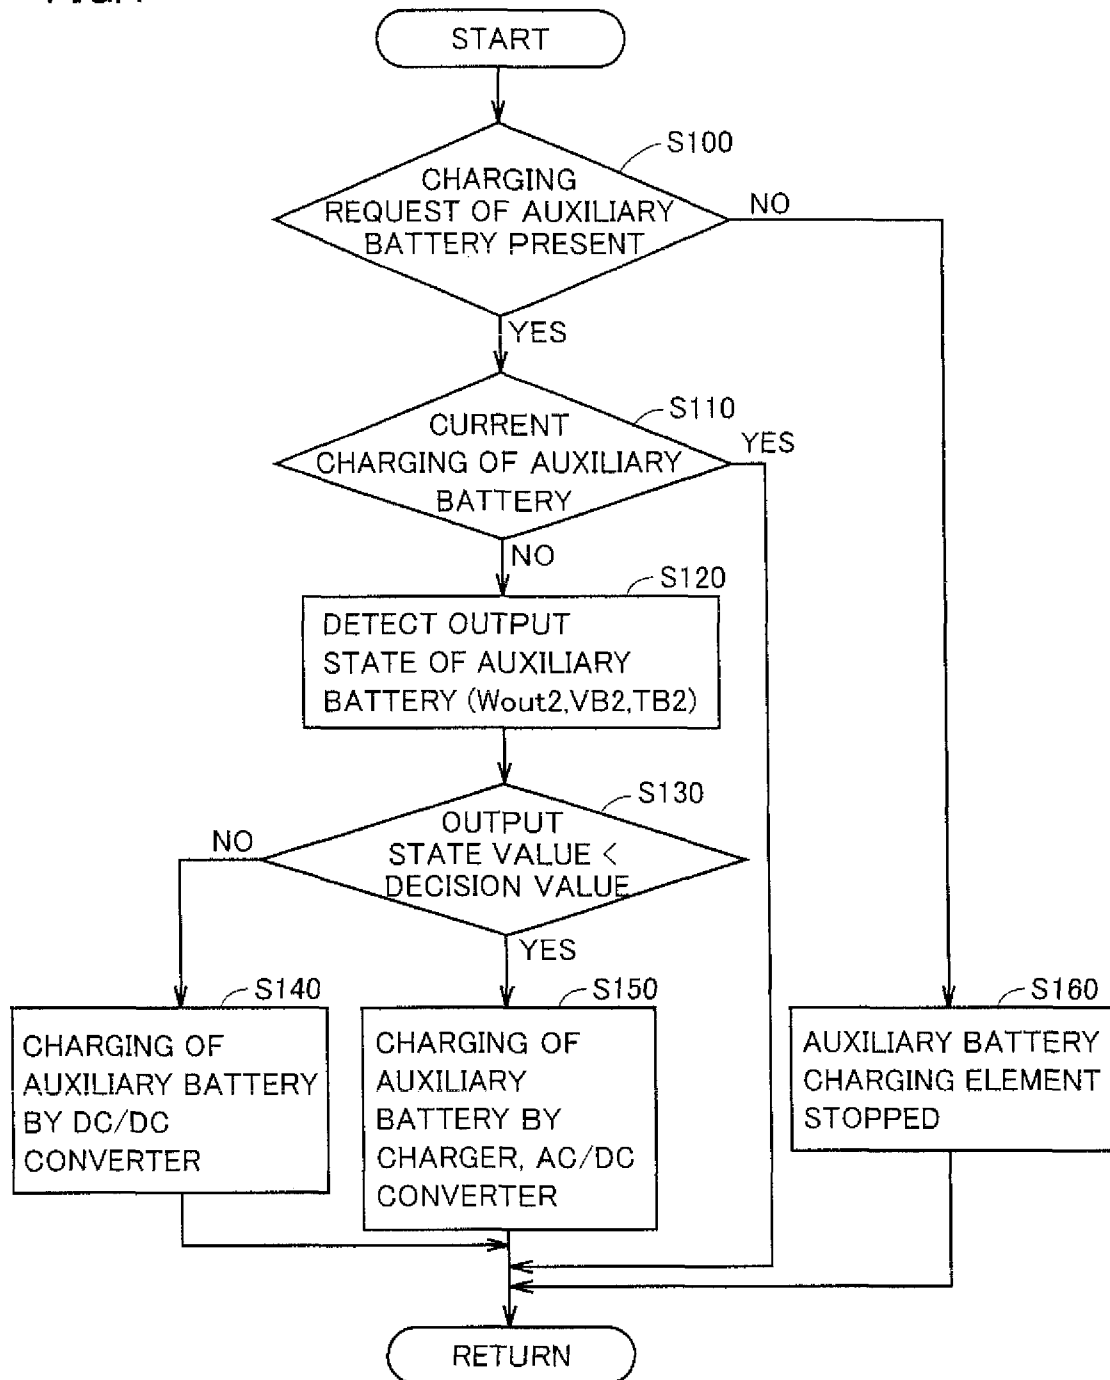 START
S100
CHARGING
REQUEST OF AUXILIARY
BATTERY PRESENT
NO
YES
S110
CURRENT
CHARGING OF AUXILIARY
BATTERY
YES
NO
S120
DETECT OUTPUT
STATE OF AUXILIARY
BATTERY (Wout2,VB2,TB2)
S130
OUTPUT
STATE VALUE <
DECISION VALUE
NO
YES
S140
CHARGING OF
AUXILIARY BATTERY
BY DC/DC
CONVERTER
S150
CHARGING OF
AUXILIARY
BATTERY BY
CHARGER, AC/DC
CONVERTER
S160
AUXILIARY BATTERY
CHARGING ELEMENT
STOPPED
RETURN